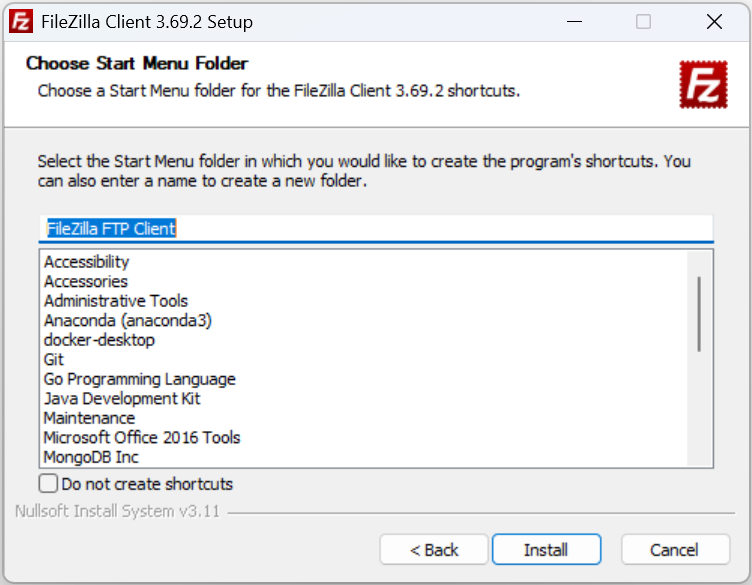 FileZilla Client 3.69.2 Setup
Choose Start Menu Folder
Choose a Start Menu folder for the FileZilla Client 3.69.2 shortcuts.
Select the Start Menu folder in which you would like to create the program's shortcuts. You
can also enter a name to create a new folder.
FileZilla FTP Client
Accessibility
Accessories
Administrative Tools
Anaconda (anaconda3)
docker-desktop
Git
Go Programming Language
Java Development Kit
Maintenance
Microsoft Office 2016 Tools
MongoDB Inc
Do not create shortcuts
Nullsoft Install System v3.11
< Back
Install
Cancel